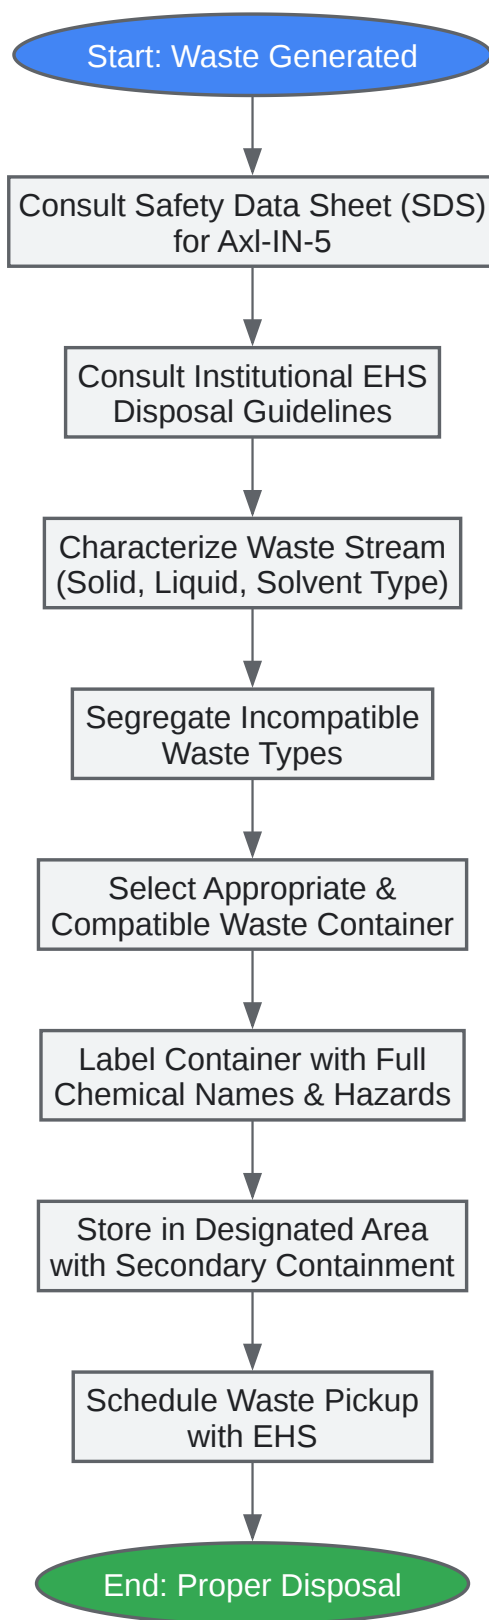 Start: Waste Generated
Consult Safety Data Sheet (SDS)
for Axl-IN-5
Consult Institutional EHS
Disposal Guidelines
Characterize Waste Stream
(Solid, Liquid, Solvent Type)
Segregate Incompatible
Waste Types
Select Appropriate &
Compatible Waste Container
Label Container with Full
Chemical Names & Hazards
Store in Designated Area
with Secondary Containment
Schedule Waste Pickup
with EHS
End: Proper Disposal